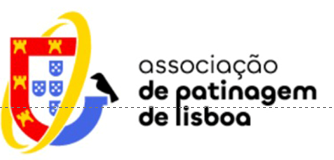 associação
de patinagem
de lisboa